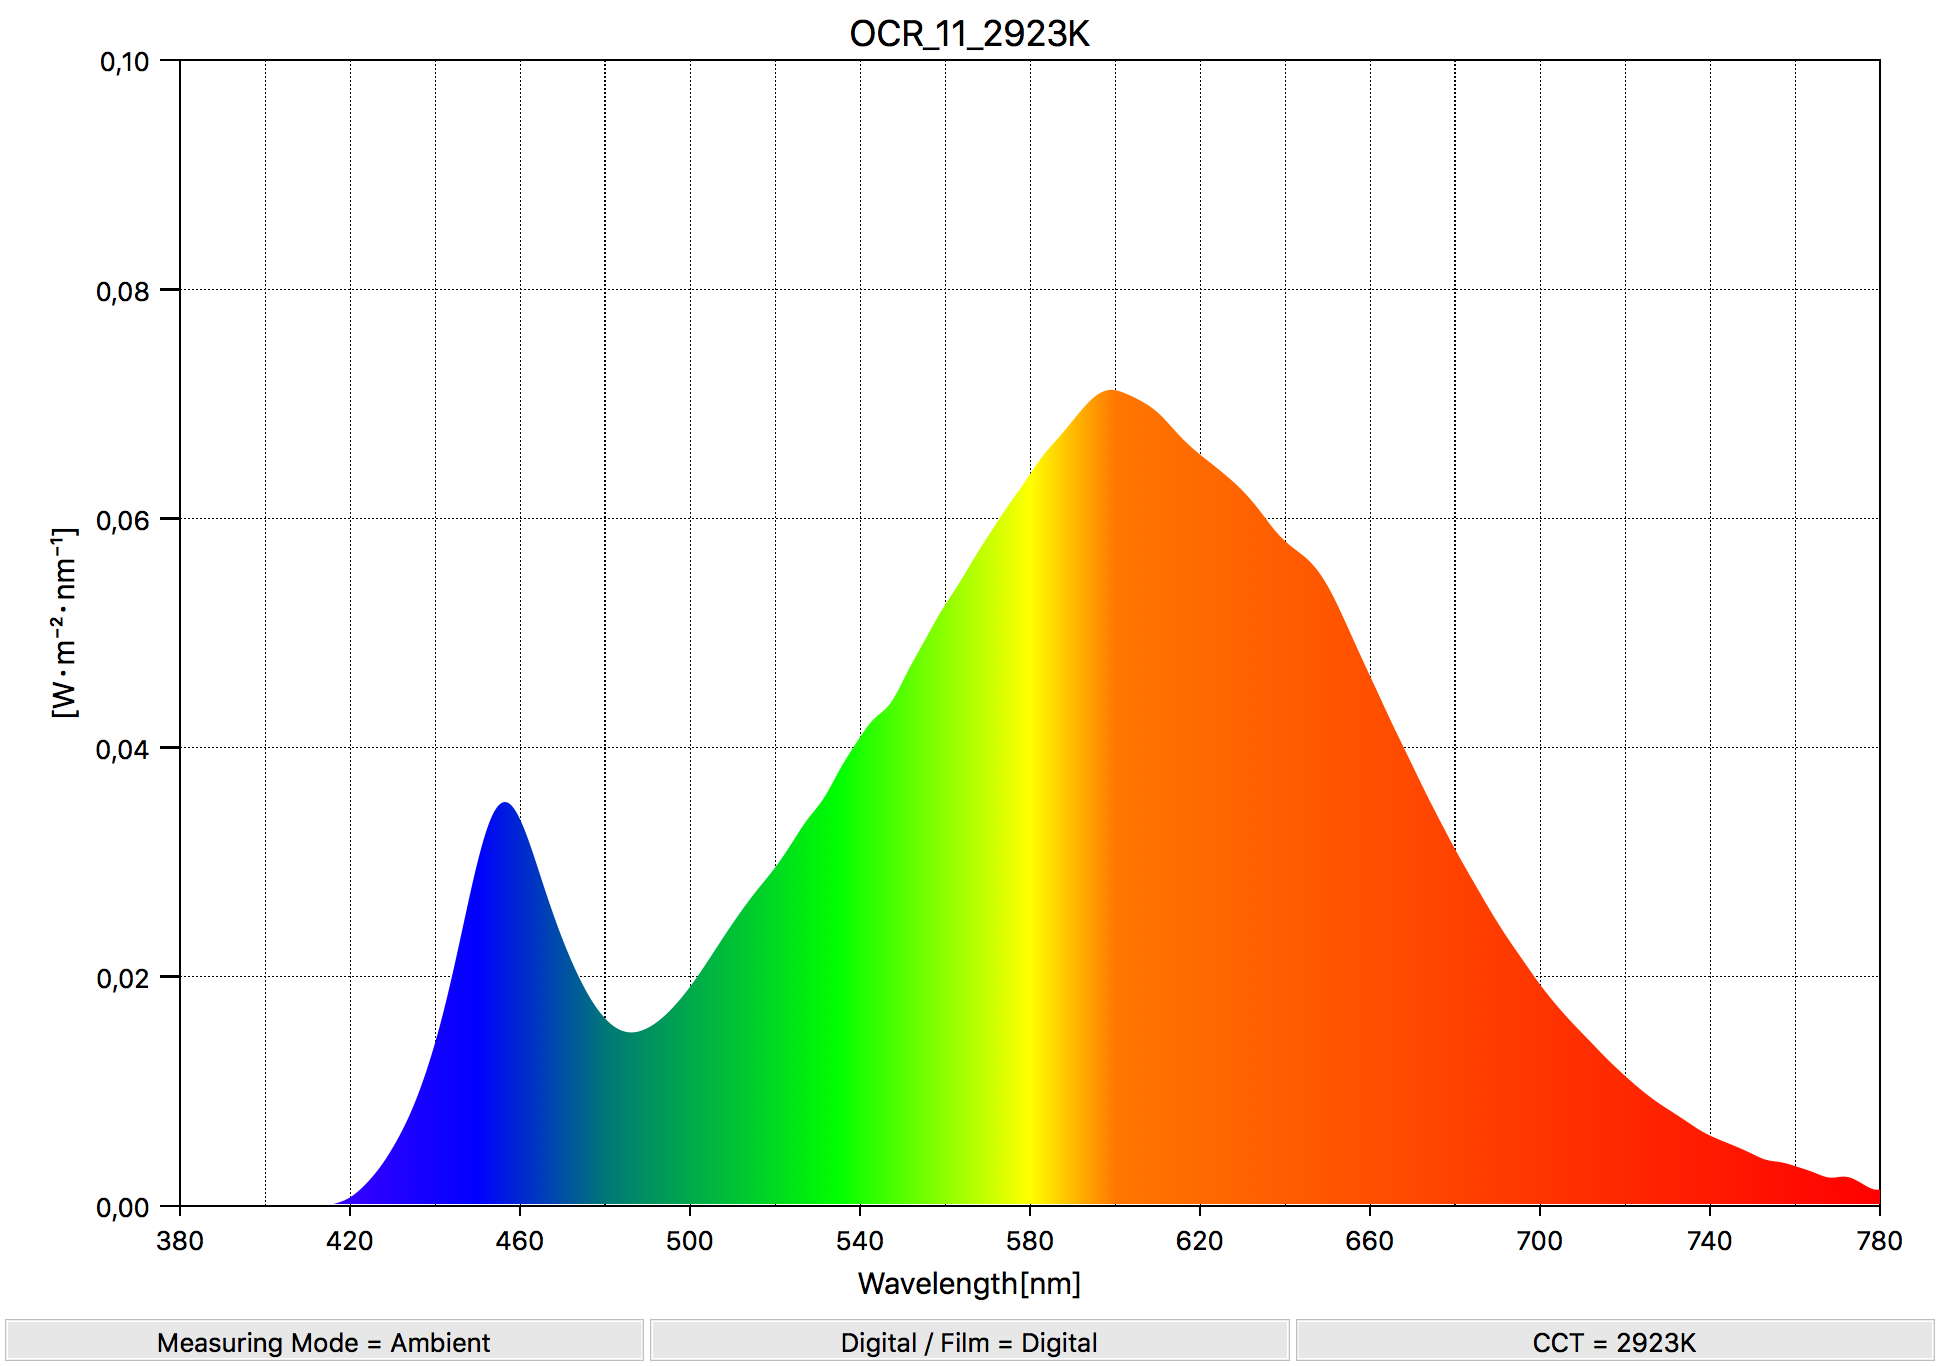 OCR_11_2923K
0,10
0,08
0,06
0,04
0,02
0,00
[W·m⁻²·nm⁻¹]
380 420 460 500 540 580 620 660 700 740 780
Wavelength[nm]
Measuring Mode = Ambient
Digital / Film = Digital
CCT = 2923K